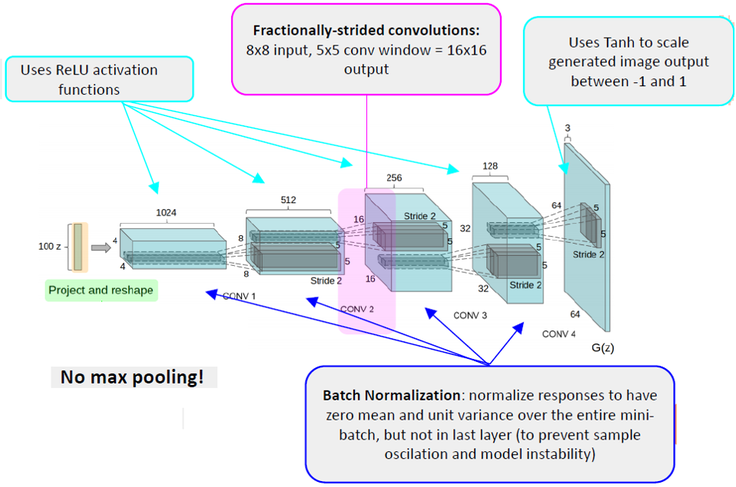 Fractionally-strided convolutions:
8x8 input, 5x5 conv window = 16x16
output
Uses Tanh to scale
generated image output
between -1 and 1
Uses ReLU activation
functions
3
128
256
512
1024
Stride 2
16
64
5
5
5
5
8
32
Stride 2
100 z
4
5
5
5
5
4
8
Stride 2
16
32
Stride 2
Project and reshape
CONV 1
CONV 2
CONV 3
CONV 4
64
G(z)
No max pooling!
Batch Normalization: normalize responses to have
zero mean and unit variance over the entire mini-
batch, but not in last layer (to prevent sample
oscilation and model instability)